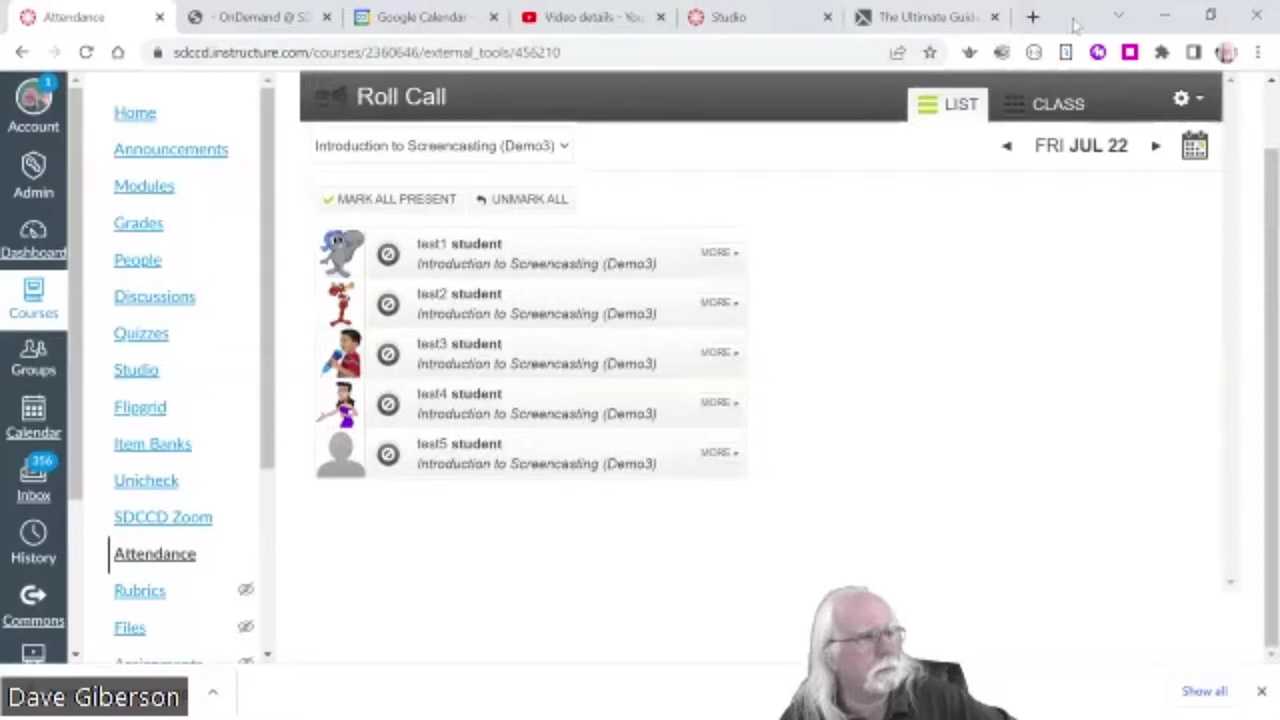 Attendance
- OnDemand @ SD
Google Calendar -
Video details - You
Studio
The Ultimate Guid
sdccd.instructure.com/courses/2360646/external_tools/456210
1
Account
Admin
Dashboard
Courses
Groups
Calendar
356
Inbox
History
Commons
Home
Announcements
Modules
Grades
People
Discussions
Quizzes
Studio
Flipgrid
Item Banks
Unicheck
SDCCD Zoom
Attendance
Rubrics
Files
Assignments
Roll Call
LIST
CLASS
Introduction to Screencasting (Demo3)
FRI JUL 22
MARK ALL PRESENT
UNMARK ALL
test1 student
Introduction to Screencasting (Demo3)
MORE
test2 student
Introduction to Screencasting (Demo3)
MORE
test3 student
Introduction to Screencasting (Demo3)
MORE
test4 student
Introduction to Screencasting (Demo3)
MORE
test5 student
Introduction to Screencasting (Demo3)
MORE
Dave Giberson
Show all